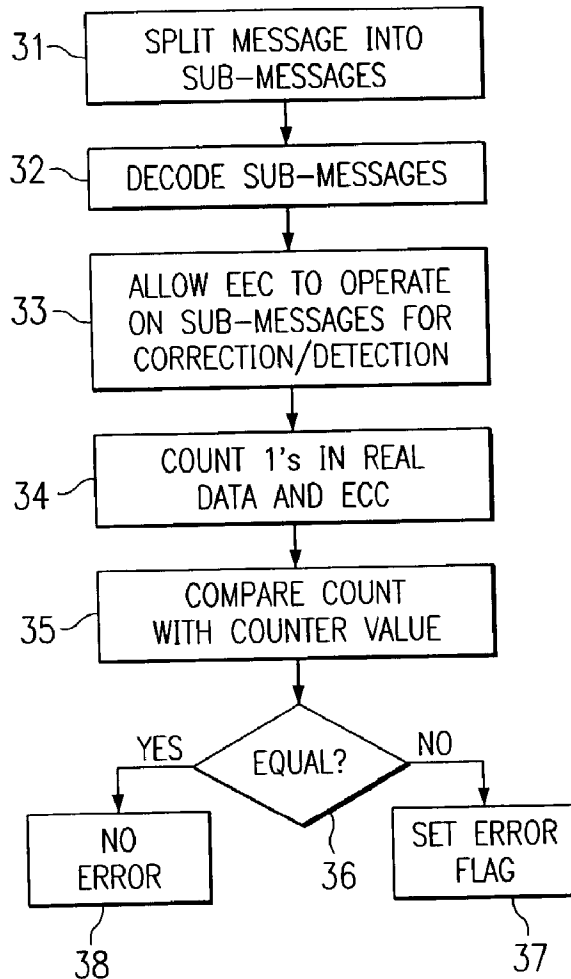 31
SPLIT MESSAGE INTO
SUB-MESSAGES
32
DECODE SUB-MESSAGES
33
ALLOW EEC TO OPERATE
ON SUB-MESSAGES FOR
CORRECTION/DETECTION
34
COUNT 1's IN REAL
DATA AND ECC
35
COMPARE COUNT
WITH COUNTER VALUE
YES
EQUAL?
NO
36
NO
ERROR
38
SET ERROR
FLAG
37